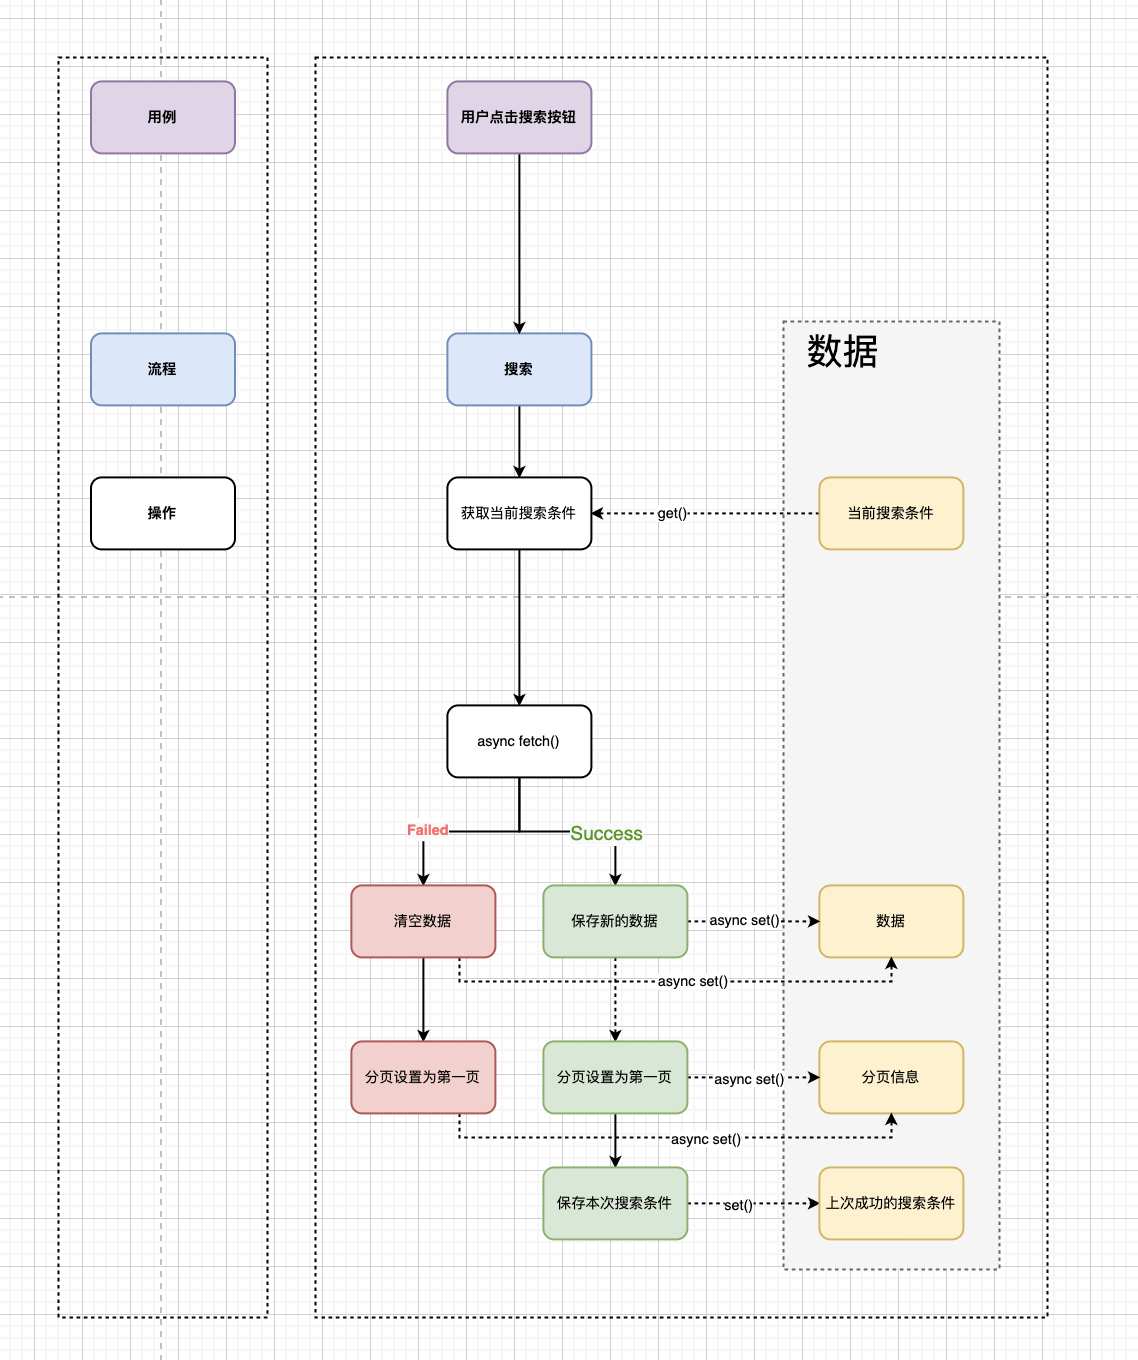 用例
用户点击搜索按钮
流程
搜索
数据
操作
获取当前搜索条件
get()
当前搜索条件
async fetch()
Failed
Success
清空数据
保存新的数据
async set()
数据
async set()
分页设置为第一页
分页设置为第一页
async set()
分页信息
async set()
保存本次搜索条件
set()
上次成功的搜索条件